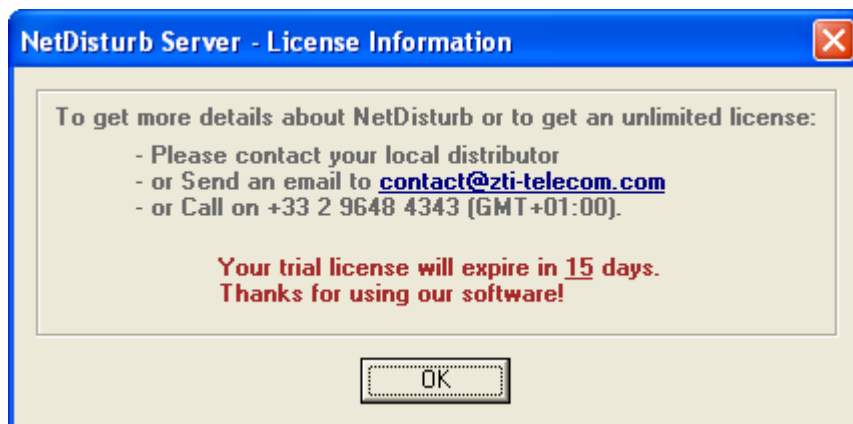 NetDisturb Server - License Information
To get more details about NetDisturb or to get an unlimited license:
- Please contact your local distributor
- or Send an email to contact@zti-telecom.com
- or Call on +33 2 9648 4343 (GMT+01:00).
Your trial license will expire in 15 days.
Thanks for using our software!
OK